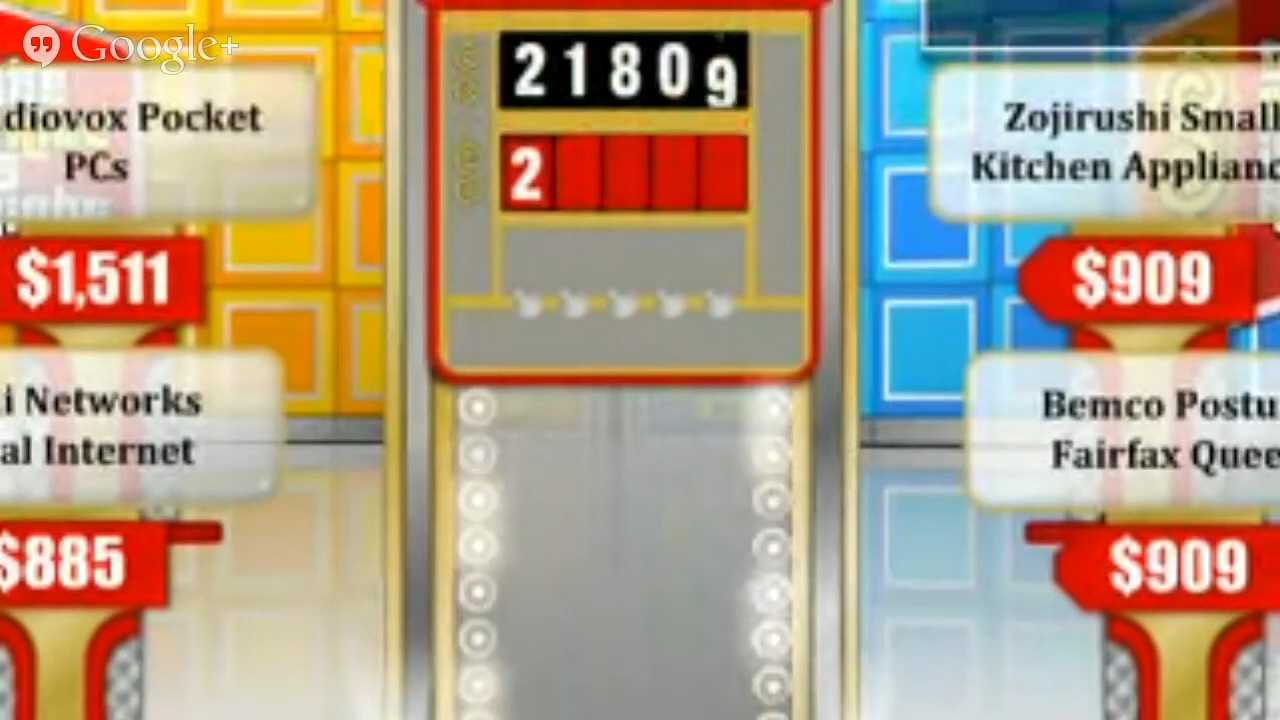 Google+
21809
2
diovox Pocket
PCs
$1,511
i Networks
al Internet
$885
Zojirushi Small
Kitchen Applianc
$909
Bemco Postu
Fairfax Quee
$909